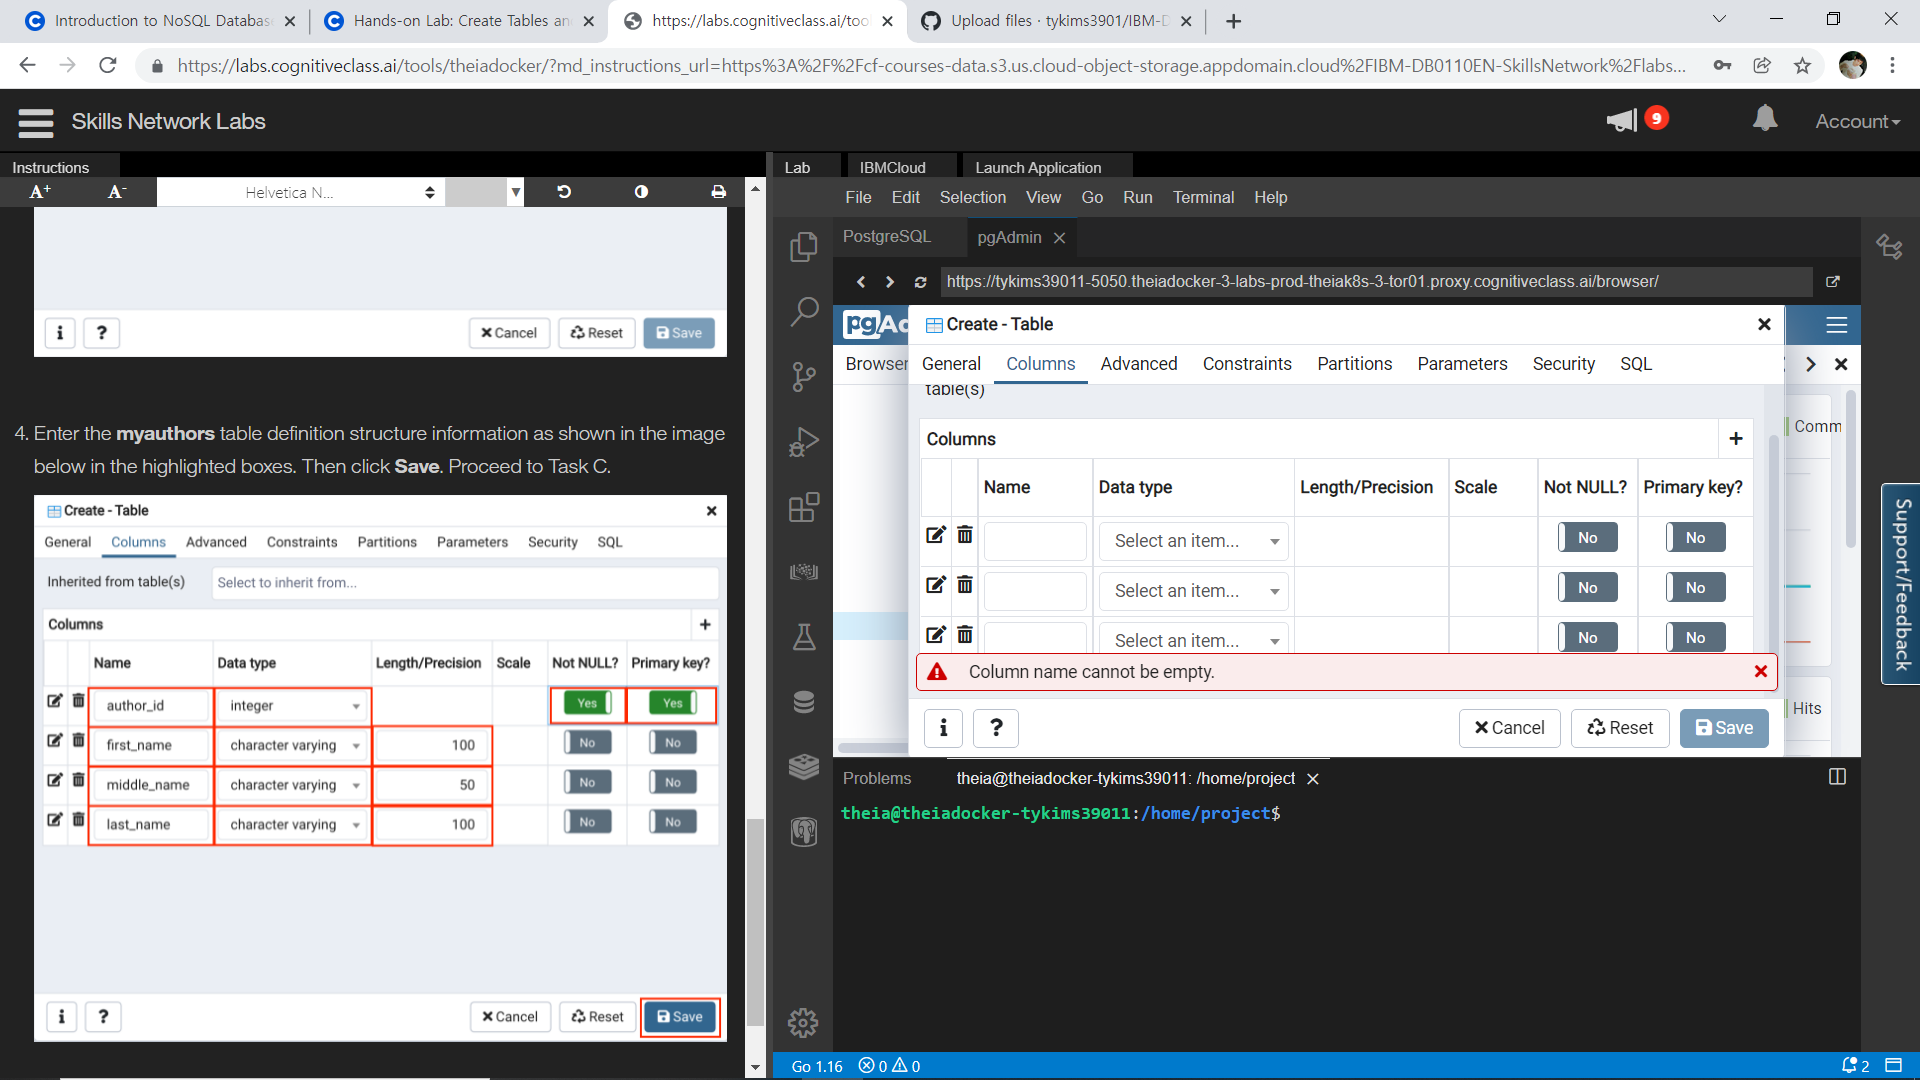 Introduction to NoSQL Databas
Hands-on Lab: Create Tables an
https://labs.cognitiveclass.ai/tool
Upload files · tykims3901/IBM-D
https://labs.cognitiveclass.ai/tools/theiadocker/?md_instructions_url=https%3A%2F%2Fcf-courses-data.s3.us.cloud-object-storage.appdomain.cloud%2FIBM-DB0110EN-SkillsNetwork%2Flabs...
Skills Network Labs
9
Account
Instructions
A+ A- Helvetica N...
i ? Cancel Reset Save
4. Enter the myauthors table definition structure information as shown in the image
below in the highlighted boxes. Then click Save. Proceed to Task C.
Create - Table
General Columns Advanced Constraints Partitions Parameters Security SQL
Inherited from table(s) Select to inherit from...
Columns
Name Data type Length/Precision Scale Not NULL? Primary key?
author_id integer Yes Yes
first_name character varying 100 No No
middle_name character varying 50 No No
last_name character varying 100 No No
i ? Cancel Reset Save
Lab IBMCloud Launch Application
File Edit Selection View Go Run Terminal Help
PostgreSQL pgAdmin
https://tykims39011-5050.theiadocker-3-labs-prod-theiak8s-3-tor01.proxy.cognitiveclass.ai/browser/
pgAd
Create - Table
Browser
General Columns Advanced Constraints Partitions Parameters Security SQL
table(s)
Columns
Comm
Name Data type Length/Precision Scale Not NULL? Primary key?
Select an item... No No
Select an item... No No
Select an item... No No
Column name cannot be empty.
Hits
i ? Cancel Reset Save
Support/Feedback
Problems theia@theiadocker-tykims39011: /home/project
theia@theiadocker-tykims39011:/home/project$
Go 1.16 0 0
2